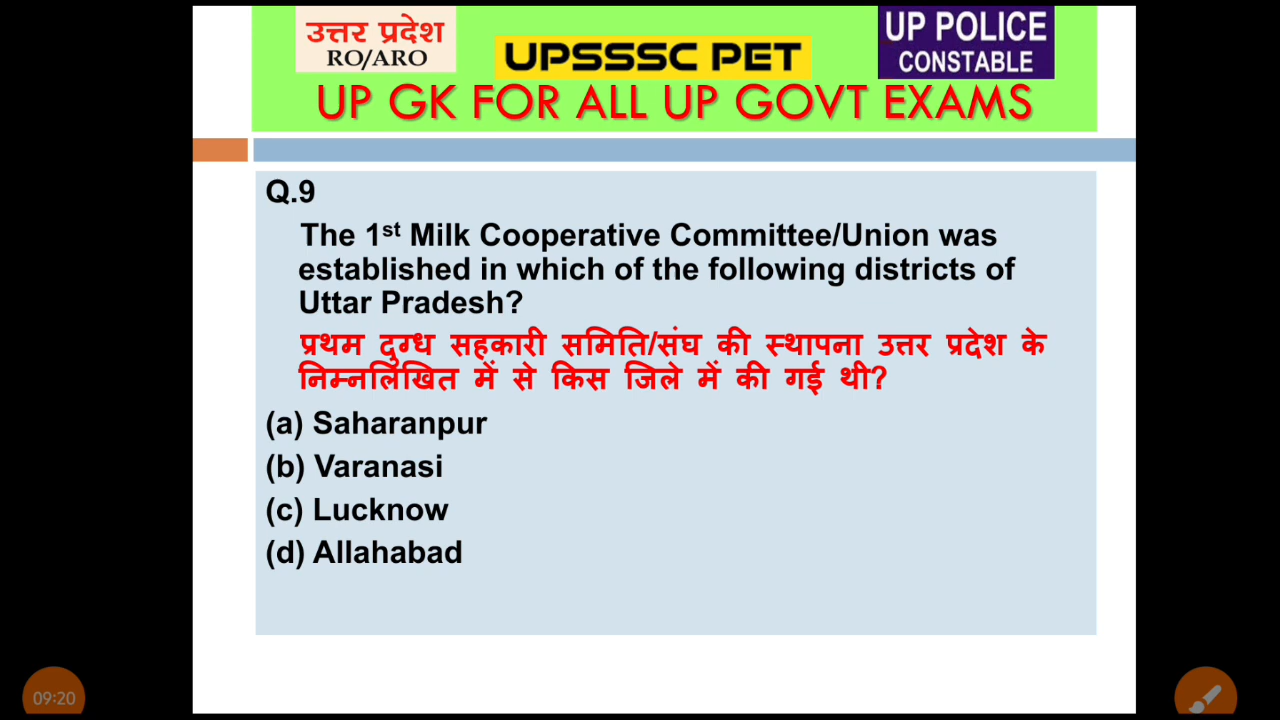 उत्तर प्रदेश
RO/ARO
UPSSSC PET
UP POLICE
CONSTABLE
UP GK FOR ALL UP GOVT EXAMS
Q.9
The 1st Milk Cooperative Committee/Union was
established in which of the following districts of
Uttar Pradesh?
प्रथम दुग्ध सहकारी समिति/संघ की स्थापना उत्तर प्रदेश के
निम्नलिखित में से किस जिले में की गई थी?
(a) Saharanpur
(b) Varanasi
(c) Lucknow
(d) Allahabad
09:20